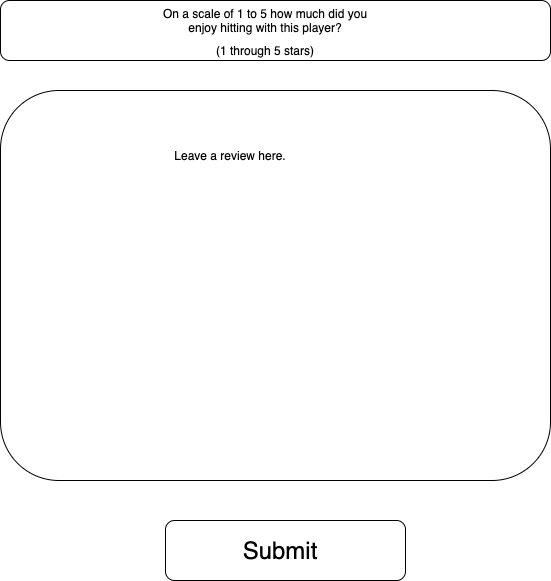 On a scale of 1 to 5 how much did you
enjoy hitting with this player?
(1 through 5 stars)
Leave a review here.
Submit